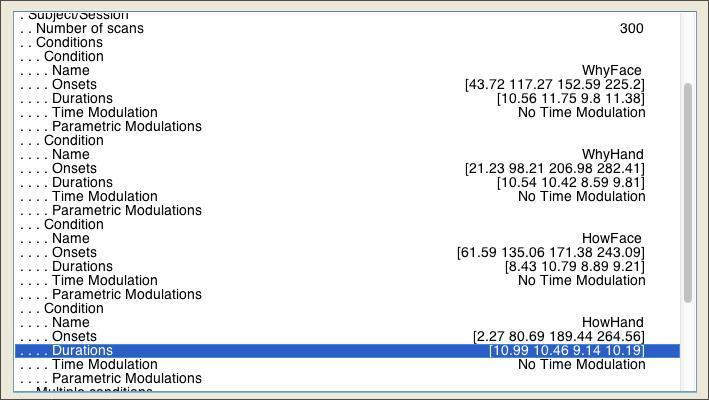 . Subject/Session
. . Number of scans 300
. . Conditions
. . . Condition
. . . . Name WhyFace
. . . . Onsets [43.72 117.27 152.59 225.2]
. . . . Durations [10.56 11.75 9.8 11.38]
. . . . Time Modulation No Time Modulation
. . . . Parametric Modulations
. . . Condition
. . . . Name WhyHand
. . . . Onsets [21.23 98.21 206.98 282.41]
. . . . Durations [10.54 10.42 8.59 9.81]
. . . . Time Modulation No Time Modulation
. . . . Parametric Modulations
. . . Condition
. . . . Name HowFace
. . . . Onsets [61.59 135.06 171.38 243.09]
. . . . Durations [8.43 10.79 8.89 9.21]
. . . . Time Modulation No Time Modulation
. . . . Parametric Modulations
. . . Condition
. . . . Name HowHand
. . . . Onsets [2.27 80.69 189.44 264.56]
. . . . Durations [10.99 10.46 9.14 10.19]
. . . . Time Modulation No Time Modulation
. . . . Parametric Modulations
. . Multiple conditions